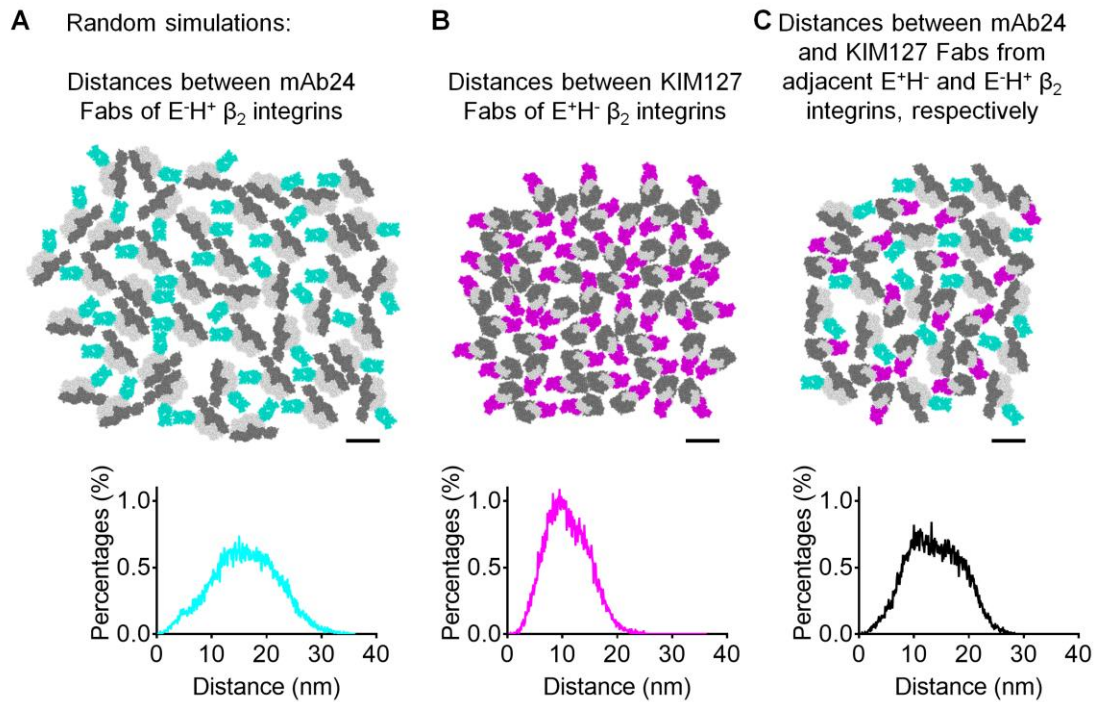 A Random simulations:
Distances between mAb24
Fabs of E⁻H⁺ β₂ integrins
B
Distances between KIM127
Fabs of E⁺H⁻ β₂ integrins
C Distances between mAb24
and KIM127 Fabs from
adjacent E⁺H⁻ and E⁻H⁺ β₂
integrins, respectively
Percentages (%)
1.0
0.5
0.0
0 10 20 30 40
Distance (nm)
Percentages (%)
1.0
0.5
0.0
0 10 20 30 40
Distance (nm)
Percentages (%)
1.0
0.5
0.0
0 10 20 30 40
Distance (nm)